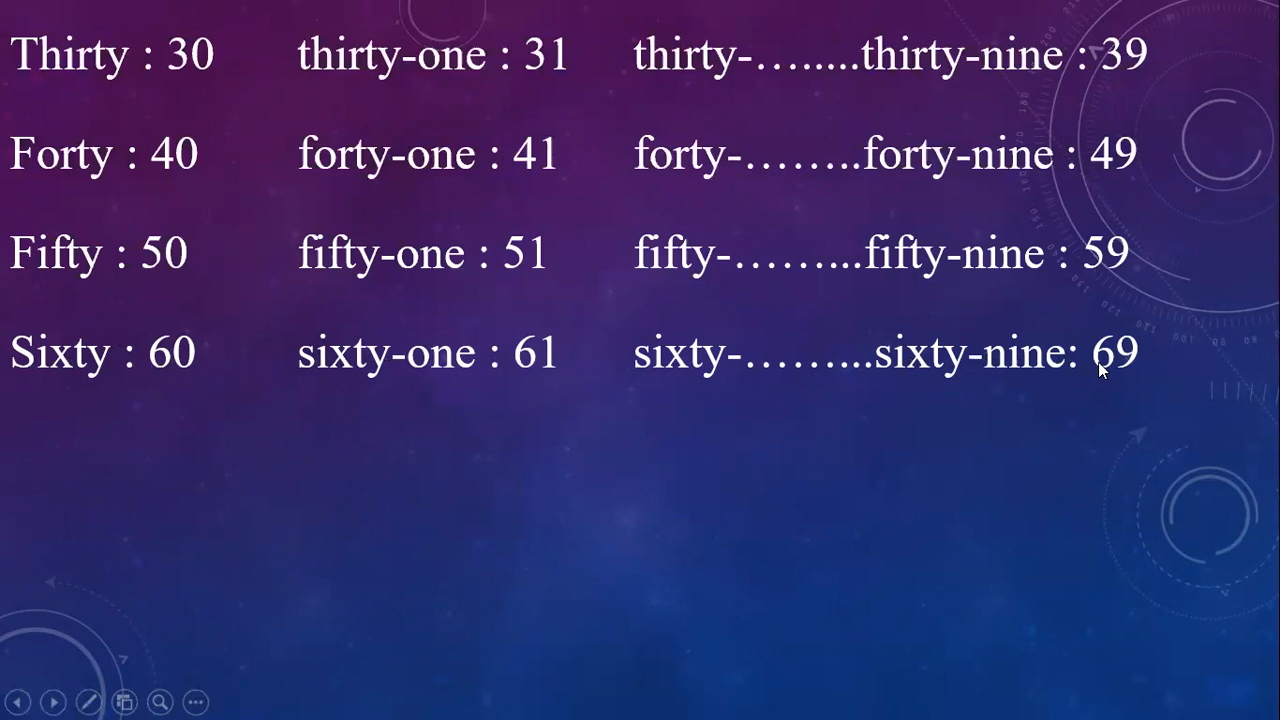 Thirty : 30 thirty-one : 31 thirty-…......thirty-nine : 39
Forty : 40 forty-one : 41 forty-……..forty-nine : 49
Fifty : 50 fifty-one : 51 fifty-……...fifty-nine : 59
Sixty : 60 sixty-one : 61 sixty-……...sixty-nine: 69